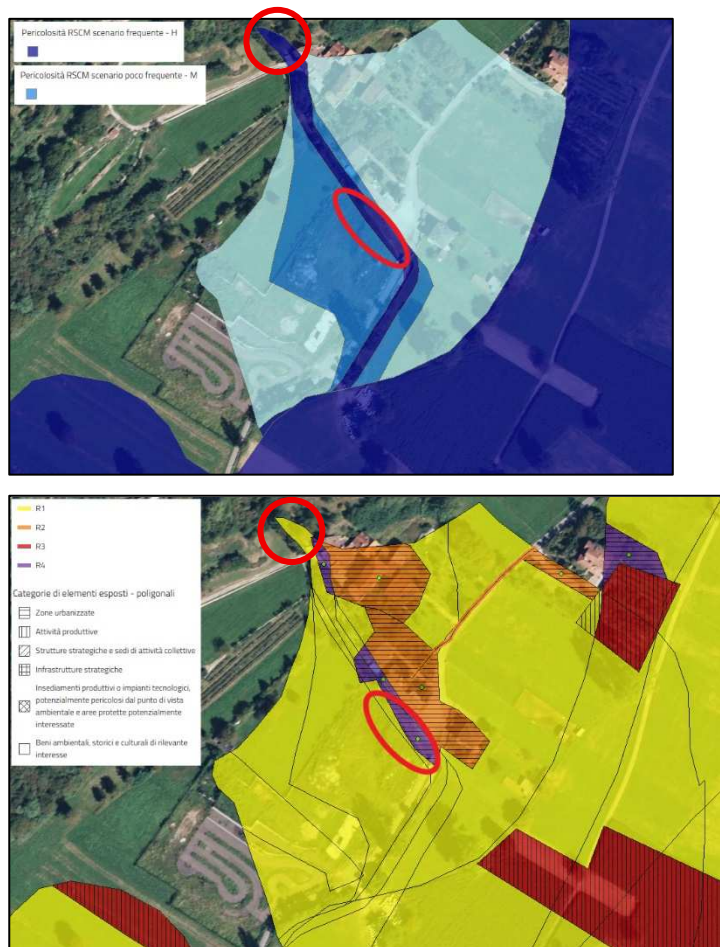 Pericolosità RSCM scenario frequente - H
Pericolosità RSCM scenario poco frequente - M
R1
R2
R3
R4
Categorie di elementi esposti - poligonali
Zone urbanizzate
Attività produttive
Strutture strategiche e sedi di attività collettive
Infrastrutture strategiche
Insediamenti produttivi o impianti tecnologici,
potenzialmente pericolosi dal punto di vista
ambientale e aree protette potenzialmente
interessate
Beni ambientali, storici e culturali di rilevante
interesse